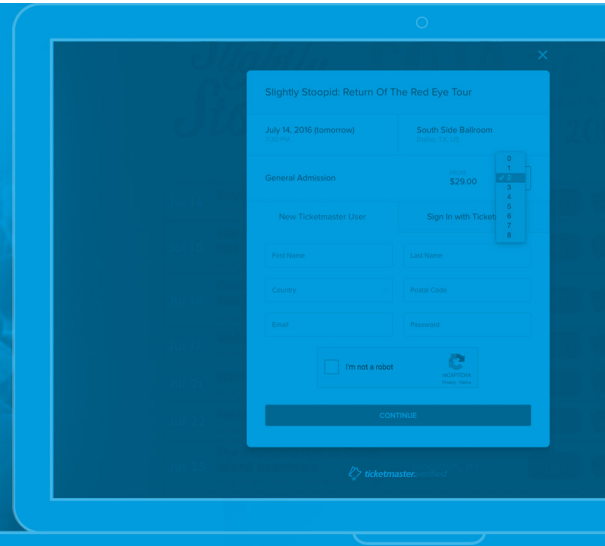 Slightly Stoopid: Return Of The Red Eye Tour
July 14, 2016 (tomorrow)
South Side Ballroom
General Admission
$29.00
0
1
✓ 2
3
4
5
6
7
8
New Ticketmaster User
Sign In with Ticket
First Name
Last Name
Country
Postal Code
Email
Password
I'm not a robot
reCAPTCHA
Privacy - Terms
CONTINUE
ticketmaster